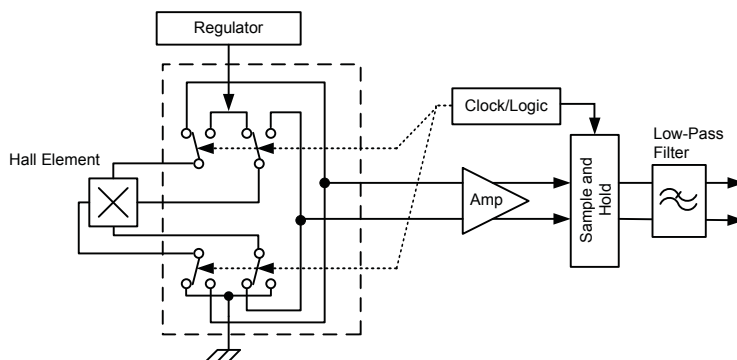 Regulator
Clock/Logic
Low-Pass
Filter
Hall Element
Amp
Sample and
Hold